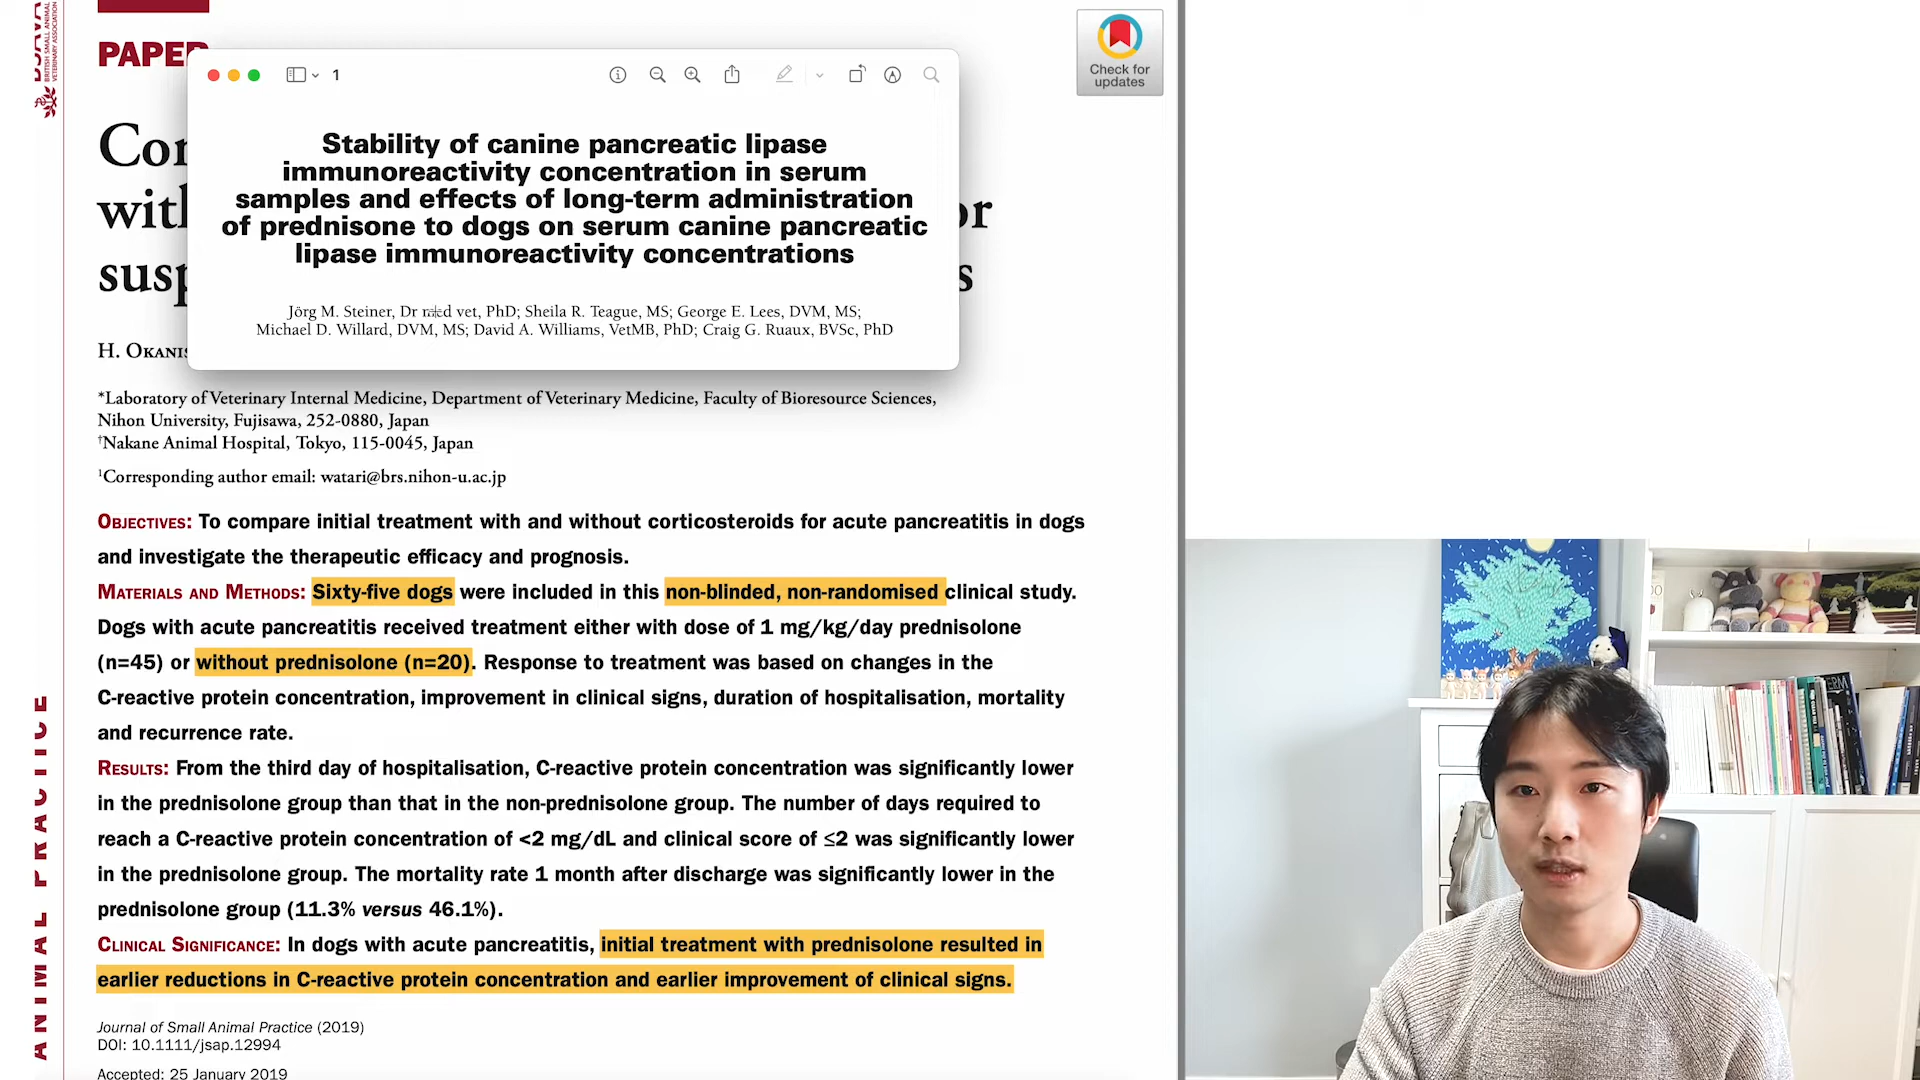 BSAVA
BRITISH SMALL ANIMAL
VETERINARY ASSOCIATION
PAPER
Check for
updates
1
Stability of canine pancreatic lipase
immunoreactivity concentration in serum
samples and effects of long-term administration
of prednisone to dogs on serum canine pancreatic
lipase immunoreactivity concentrations
Jörg M. Steiner, Dr med vet, PhD; Sheila R. Teague, MS; George E. Lees, DVM, MS;
Michael D. Willard, DVM, MS; David A. Williams, VetMB, PhD; Craig G. Ruaux, BVSc, PhD
H. OKANIS
*Laboratory of Veterinary Internal Medicine, Department of Veterinary Medicine, Faculty of Bioresource Sciences,
Nihon University, Fujisawa, 252-0880, Japan
†Nakane Animal Hospital, Tokyo, 115-0045, Japan
1Corresponding author email: watari@brs.nihon-u.ac.jp
OBJECTIVES: To compare initial treatment with and without corticosteroids for acute pancreatitis in dogs
and investigate the therapeutic efficacy and prognosis.
MATERIALS AND METHODS: Sixty-five dogs were included in this non-blinded, non-randomised clinical study.
Dogs with acute pancreatitis received treatment either with dose of 1 mg/kg/day prednisolone
(n=45) or without prednisolone (n=20). Response to treatment was based on changes in the
C-reactive protein concentration, improvement in clinical signs, duration of hospitalisation, mortality
and recurrence rate.
RESULTS: From the third day of hospitalisation, C-reactive protein concentration was significantly lower
in the prednisolone group than that in the non-prednisolone group. The number of days required to
reach a C-reactive protein concentration of <2 mg/dL and clinical score of ≤2 was significantly lower
in the prednisolone group. The mortality rate 1 month after discharge was significantly lower in the
prednisolone group (11.3% versus 46.1%).
CLINICAL SIGNIFICANCE: In dogs with acute pancreatitis, initial treatment with prednisolone resulted in
earlier reductions in C-reactive protein concentration and earlier improvement of clinical signs.
Journal of Small Animal Practice (2019)
DOI: 10.1111/jsap.12994
Accepted: 25 January 2019
ANIMAL PRACTICE